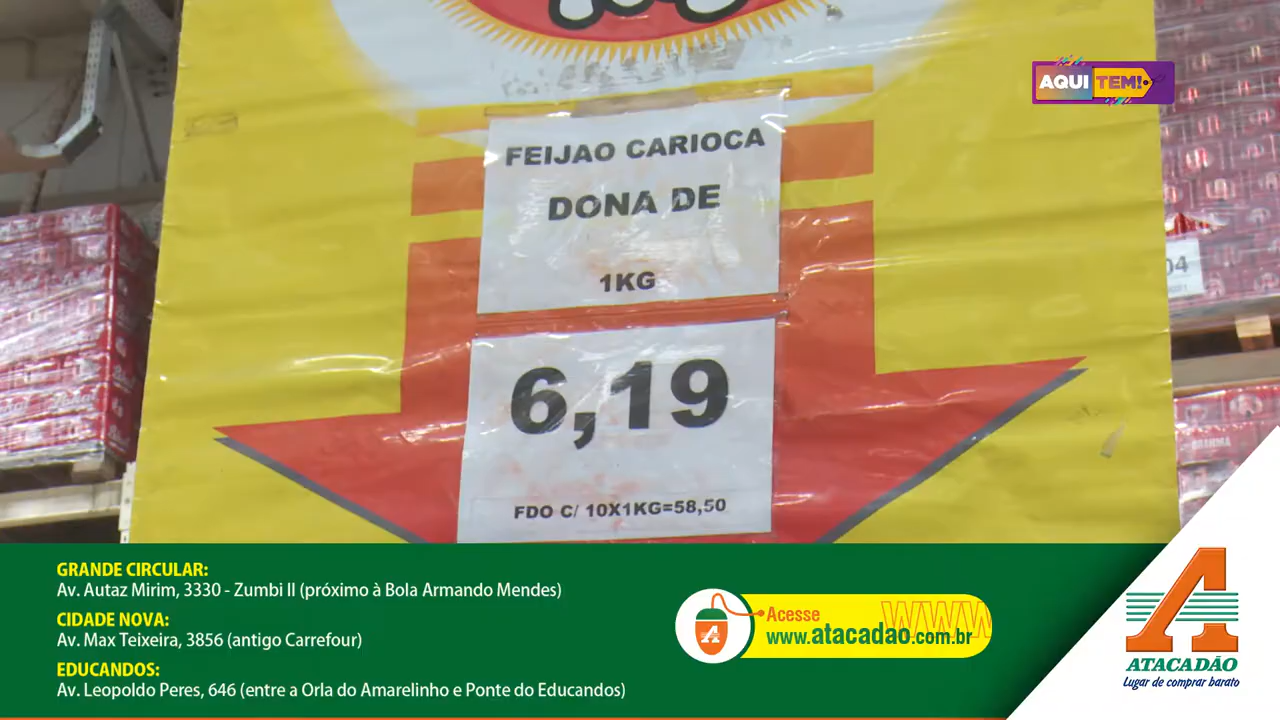 AQUI TEM!
FEIJAO CARIOCA
DONA DE
1KG
6,19
FDO C/ 10X1KG=58,50
04
BRAHMA
GRANDE CIRCULAR:
Av. Autaz Mirim, 3330 - Zumbi II (próximo à Bola Armando Mendes)
CIDADE NOVA:
Av. Max Teixeira, 3856 (antigo Carrefour)
EDUCANDOS:
Av. Leopoldo Peres, 646 (entre a Orla do Amarelinho e Ponte do Educandos)
Acesse
WWW
www.atacadao.com.br
A
ATACADÃO
Lugar de comprar barato